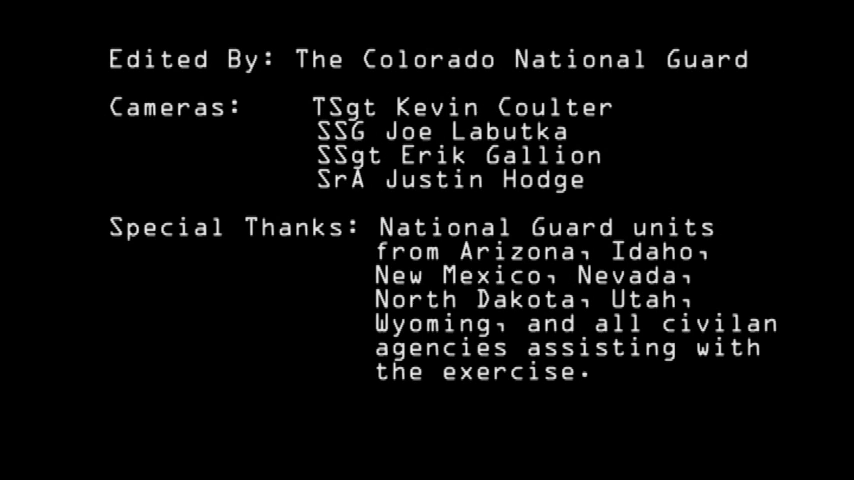 Edited By: The Colorado National Guard
Cameras: TSgt Kevin Coulter
SSG Joe Labutka
SSgt Erik Gallion
SrA Justin Hodge
Special Thanks: National Guard units
from Arizona, Idaho,
New Mexico, Nevada,
North Dakota, Utah,
Wyoming, and all civilan
agencies assisting with
the exercise.